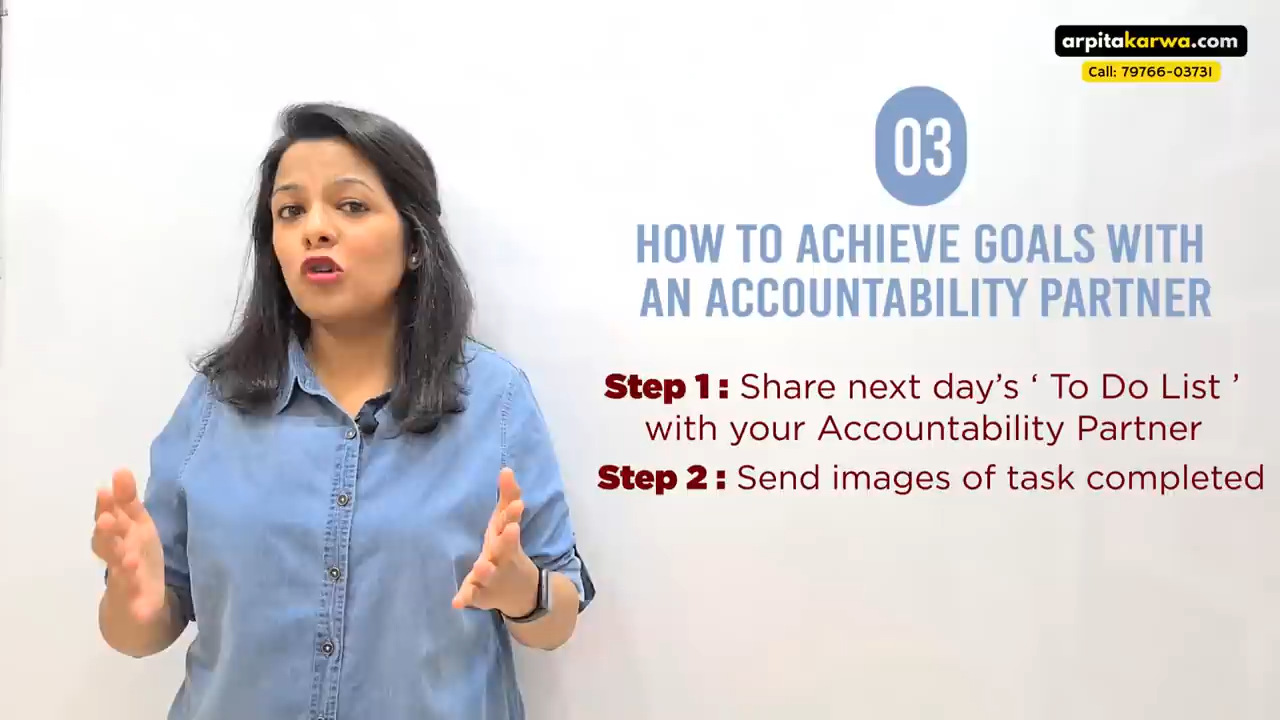 arpitakarwa.com
Call: 79766-03731
03
HOW TO ACHIEVE GOALS WITH
AN ACCOUNTABILITY PARTNER
Step 1 : Share next day’s ‘ To Do List ’
with your Accountability Partner
Step 2 : Send images of task completed